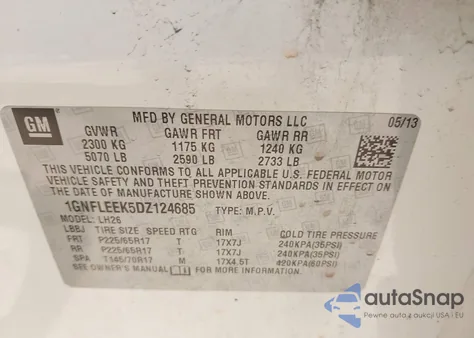 GM
MFD BY GENERAL MOTORS LLC
05/13
GVWR GAWR FRT GAWR RR
2300 KG 1175 KG 1240 KG
5070 LB 2590 LB 2733 LB
THIS VEHICLE CONFORMS TO ALL APPLICABLE U.S. FEDERAL MOTOR
VEHICLE SAFETY AND THEFT PREVENTION STANDARDS IN EFFECT
ON THE DATE OF MANUFACTURE SHOWN ABOVE.
1GNFLEEK5DZ124685 TYPE: M.P.V.
MODEL: LH26
LBBJ TIRE SIZE SPEED RTG RIM COLD TIRE PRESSURE
FRT P225/65R17 T 17X7J 240KPA(35PSI)
RR P225/65R17 T 17X7J 240KPA(35PSI)
SPA T145/70R17 M 17X4.5T 420KPA(60PSI)
SEE OWNER'S MANUAL FOR MORE INFORMATION.
autoSnap
Pewne auta z aukcji USA i EU